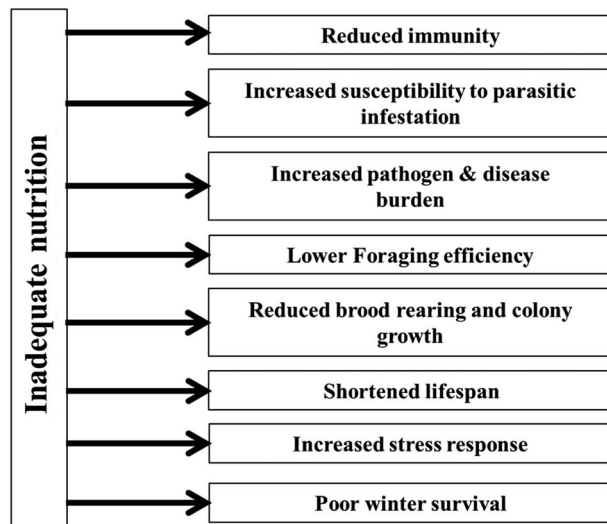 Inadequate nutrition
Reduced immunity
Increased susceptibility to parasitic
infestation
Increased pathogen & disease
burden
Lower Foraging efficiency
Reduced brood rearing and colony
growth
Shortened lifespan
Increased stress response
Poor winter survival